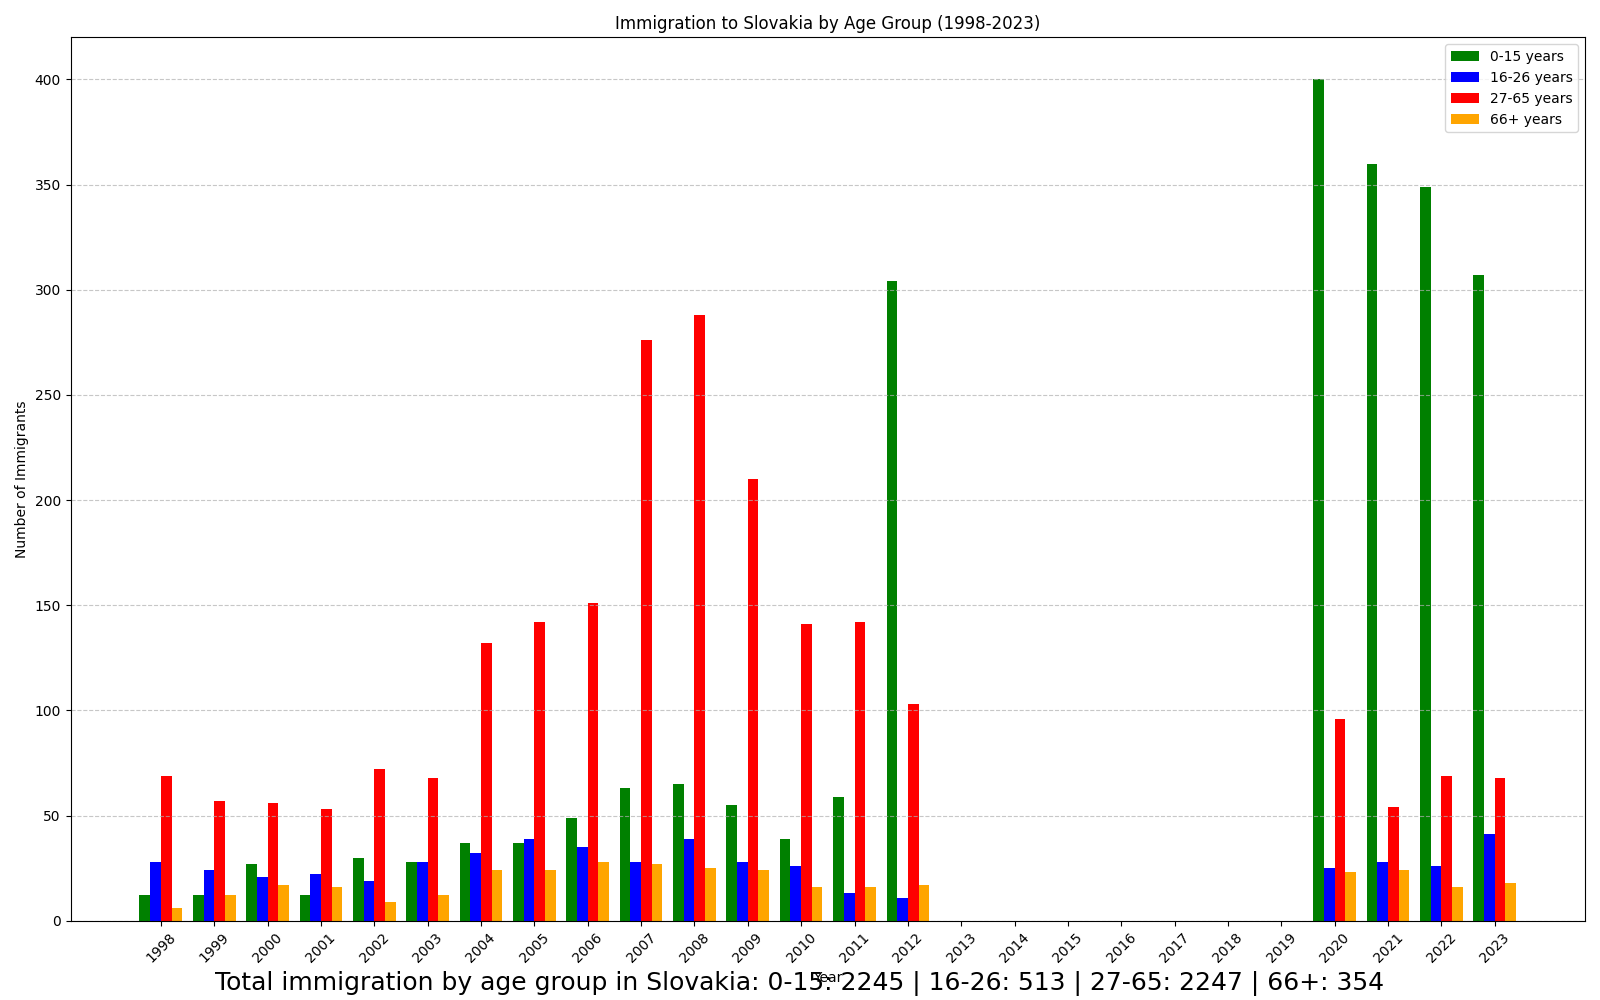 Immigration to Slovakia by Age Group (1998-2023)
0-15 years
16-26 years
27-65 years
66+ years
Number of Immigrants
400
350
300
250
200
150
100
50
0
1998 1999 2000 2001 2002 2003 2004 2005 2006 2007 2008 2009 2010 2011 2012 2013 2014 2015 2016 2017 2018 2019 2020 2021 2022 2023
Year
Total immigration by age group in Slovakia: 0-15: 2245 | 16-26: 513 | 27-65: 2247 | 66+: 354